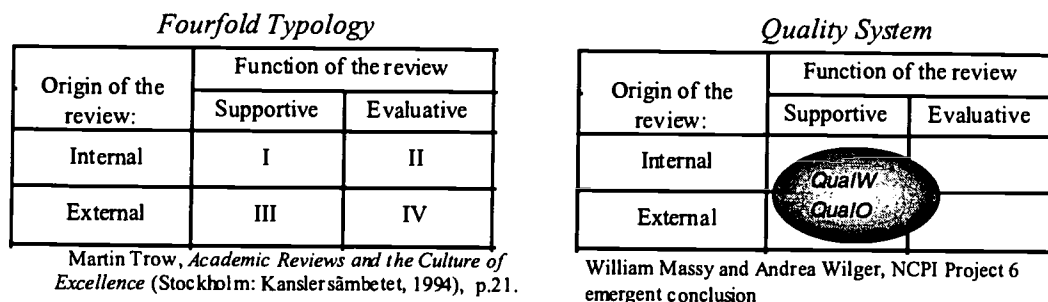 Fourfold Typology
Origin of the review:
Function of the review
Supportive
Evaluative
Internal
I
II
External
III
IV
Martin Trow, Academic Reviews and the Culture of
Excellence (Stockholm: Kanslersämbetet, 1994), p.21.
Quality System
Origin of the review:
Function of the review
Supportive
Evaluative
Internal
External
QualW
QualO
William Massy and Andrea Wilger, NCPI Project 6
emergent conclusion